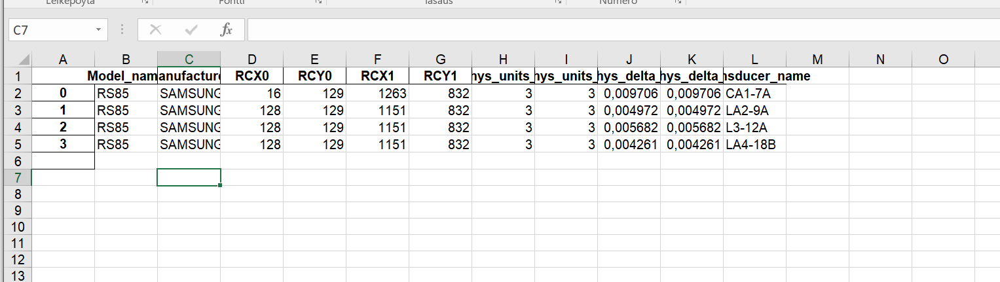 Leikepöytä Fontti Tasaus Numero
C7 fx
A B C D E F G H I J K L M N O
1 Model_nam anufacture RCX0 RCY0 RCX1 RCY1 hys_units_ hys_units_ hys_delta_ hys_delta_ nsducer_name
2 0 RS85 SAMSUNG 16 129 1263 832 3 3 0,009706 0,009706 CA1-7A
3 1 RS85 SAMSUNG 128 129 1151 832 3 3 0,004972 0,004972 LA2-9A
4 2 RS85 SAMSUNG 128 129 1151 832 3 3 0,005682 0,005682 L3-12A
5 3 RS85 SAMSUNG 128 129 1151 832 3 3 0,004261 0,004261 LA4-18B
6
7
8
9
10
11
12
13